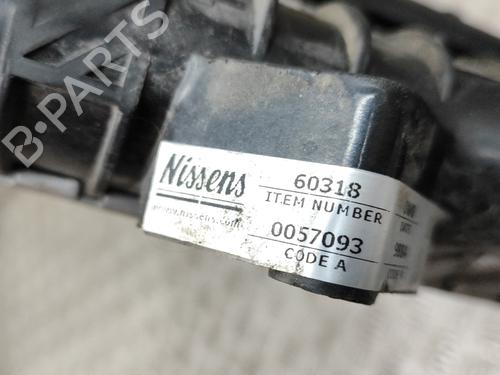 B-PARTS
Nissens
www.nissens.com
60318
ITEM NUMBER
0057093
CODE A